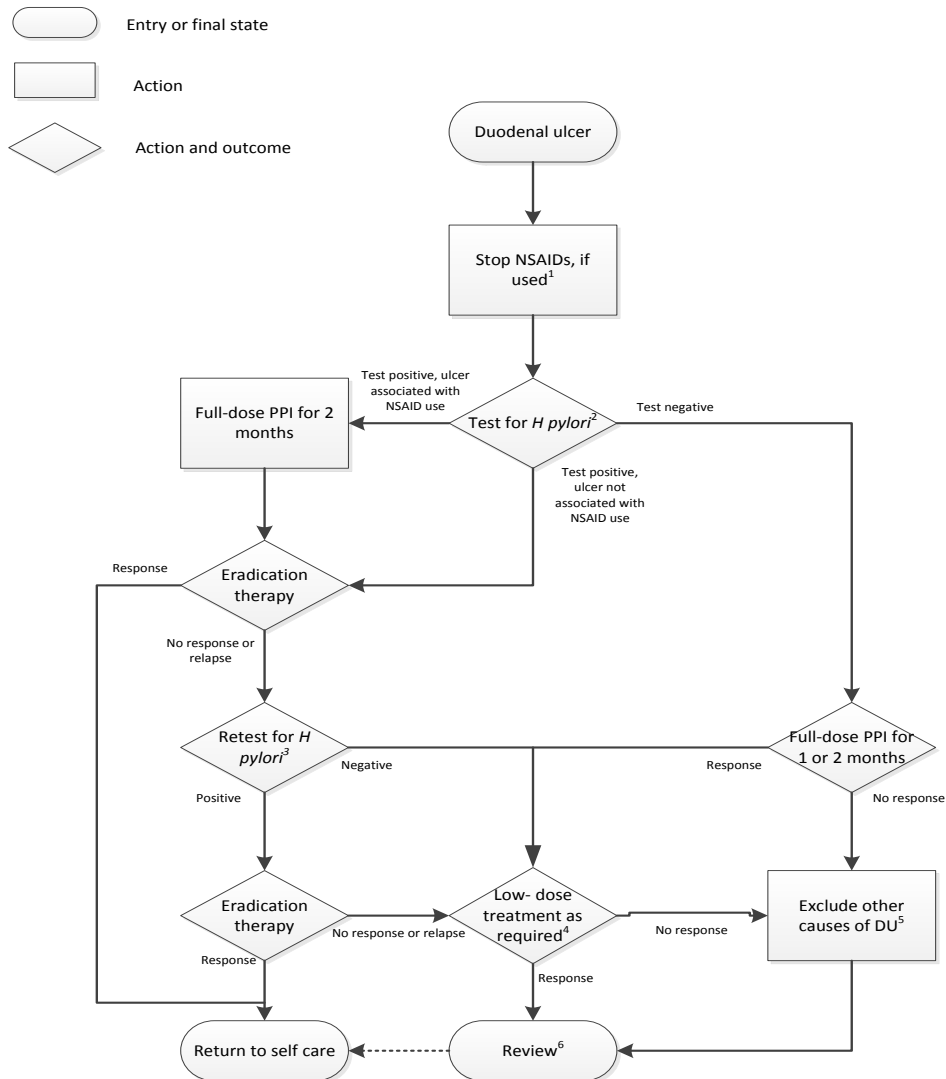 Entry or final state
Action
Action and outcome
Duodenal ulcer
Stop NSAIDs, if
used¹
Test positive, ulcer
associated with
NSAID use
Full-dose PPI for 2
months
Test for H pylori²
Test negative
Test positive,
ulcer not
associated with
NSAID use
Response
Eradication
therapy
No response or
relapse
Retest for H
pylori³
Negative
Positive
Full-dose PPI for
1 or 2 months
Response
No response
Eradication
therapy
No response or relapse
Response
Low- dose
treatment as
required⁴
No response
Response
Exclude other
causes of DU⁵
Return to self care
Review⁶